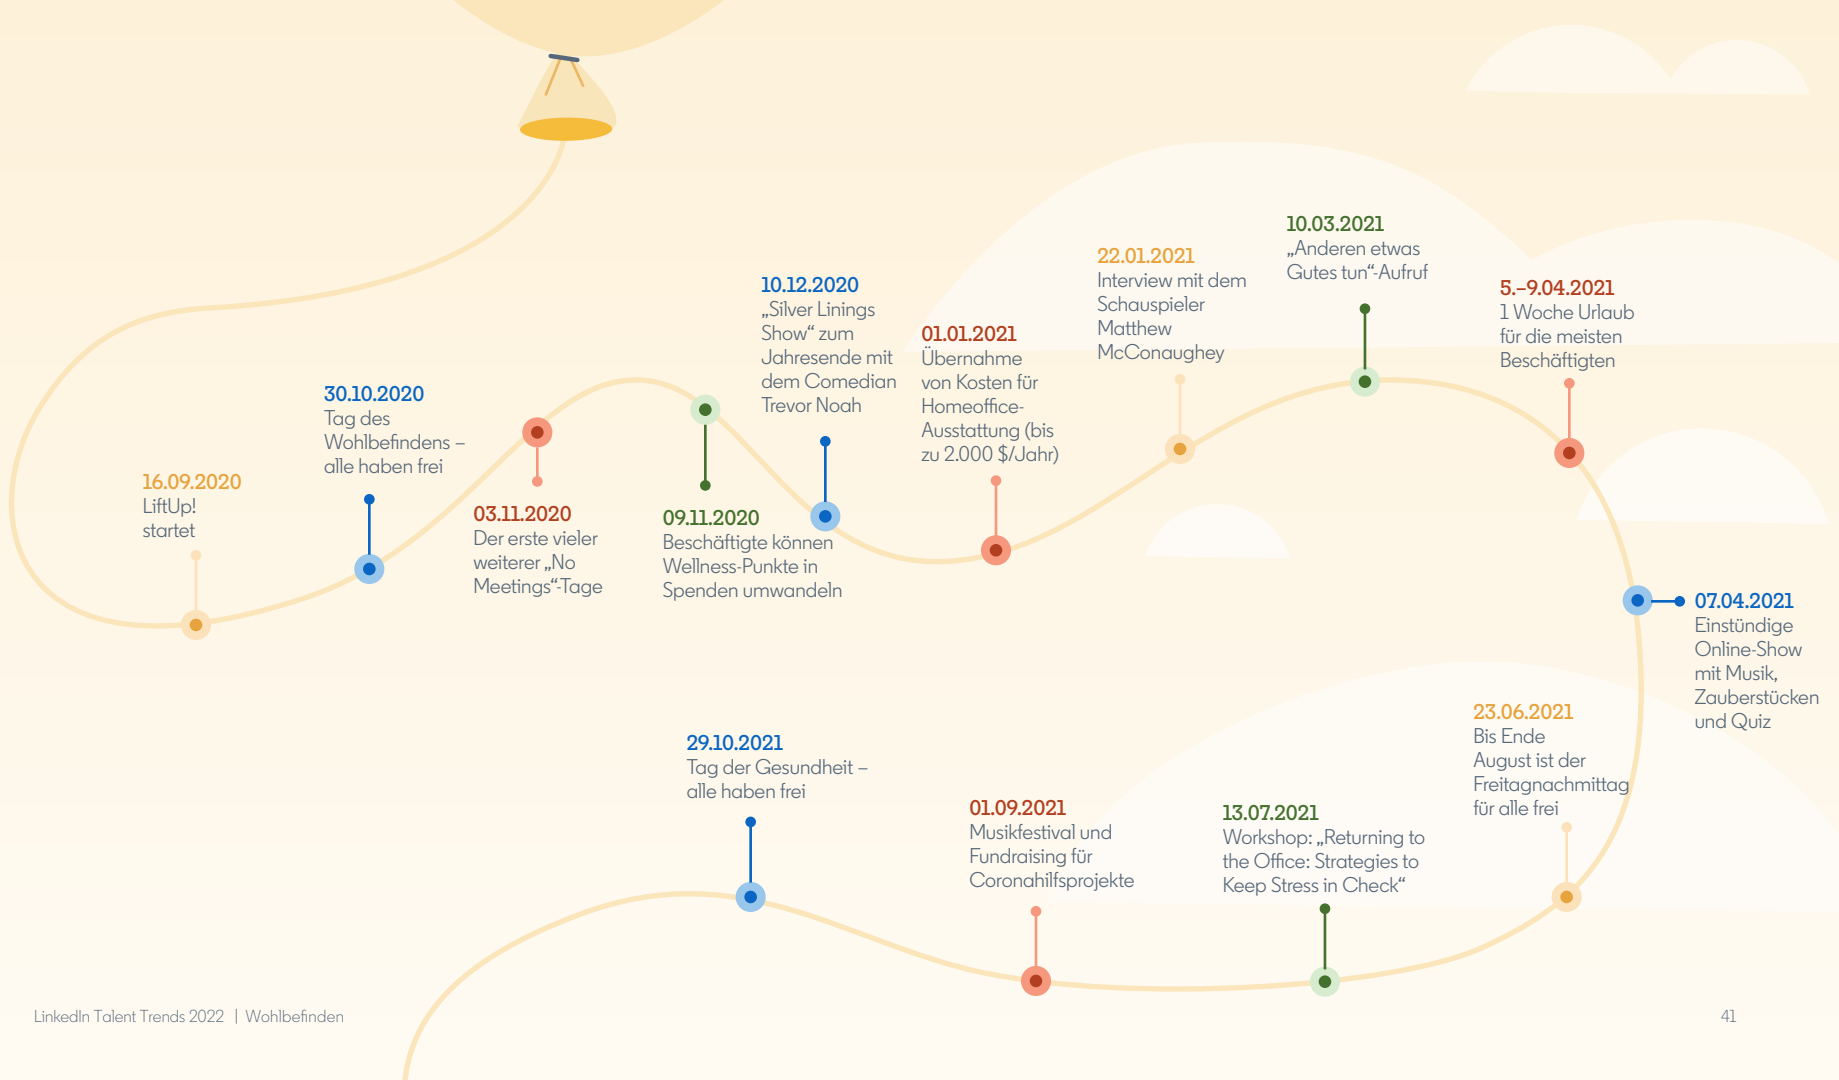 16.09.2020
LiftUp!
startet
30.10.2020
Tag des
Wohlbefindens –
alle haben frei
03.11.2020
Der erste vieler
weiterer „No
Meetings“-Tage
09.11.2020
Beschäftigte können
Wellness-Punkte in
Spenden umwandeln
10.12.2020
„Silver Linings
Show“ zum
Jahresende mit
dem Comedian
Trevor Noah
01.01.2021
Übernahme
von Kosten für
Homeoffice-
Ausstattung (bis
zu 2.000 $/Jahr)
22.01.2021
Interview mit dem
Schauspieler
Matthew
McConaughey
10.03.2021
„Anderen etwas
Gutes tun“-Aufruf
5.–9.04.2021
1 Woche Urlaub
für die meisten
Beschäftigten
07.04.2021
Einstündige
Online-Show
mit Musik,
Zauberstücken
und Quiz
23.06.2021
Bis Ende
August ist der
Freitagnachmittag
für alle frei
13.07.2021
Workshop: „Returning to
the Office: Strategies to
Keep Stress in Check“
01.09.2021
Musikfestival und
Fundraising für
Coronahilfsprojekte
29.10.2021
Tag der Gesundheit –
alle haben frei
LinkedIn Talent Trends 2022 | Wohlbefinden
41